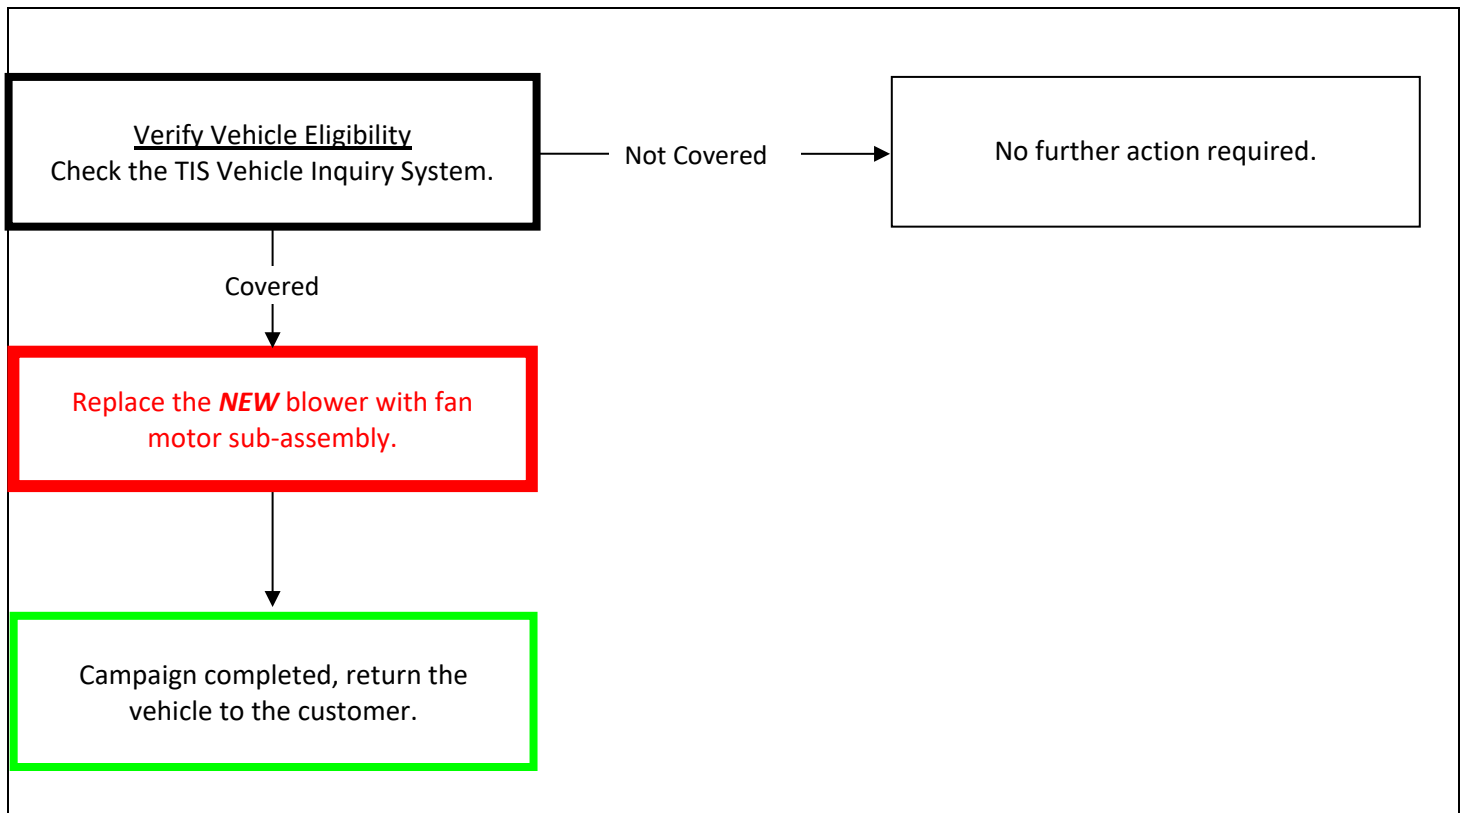 Verify Vehicle Eligibility
Check the TIS Vehicle Inquiry System.
Not Covered
No further action required.
Covered
Replace the NEW blower with fan
motor sub-assembly.
Campaign completed, return the
vehicle to the customer.